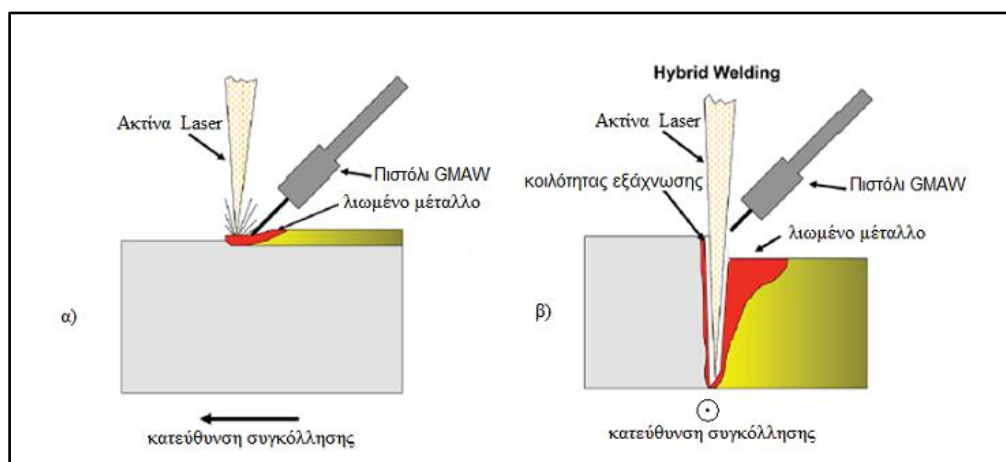 Ακτίνα Laser
Πιστόλι GMAW
λιωμένο μέταλλο
α)
κατεύθυνση συγκόλλησης
Hybrid Welding
Ακτίνα Laser
κοιλότητας εξάχνωσης
Πιστόλι GMAW
λιωμένο μέταλλο
β)
κατεύθυνση συγκόλλησης